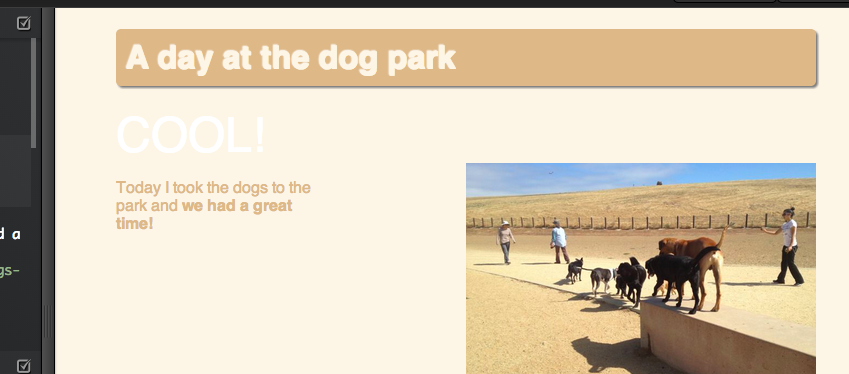 A day at the dog park
COOL!
Today I took the dogs to the
park and we had a great
time!
d a
gs-